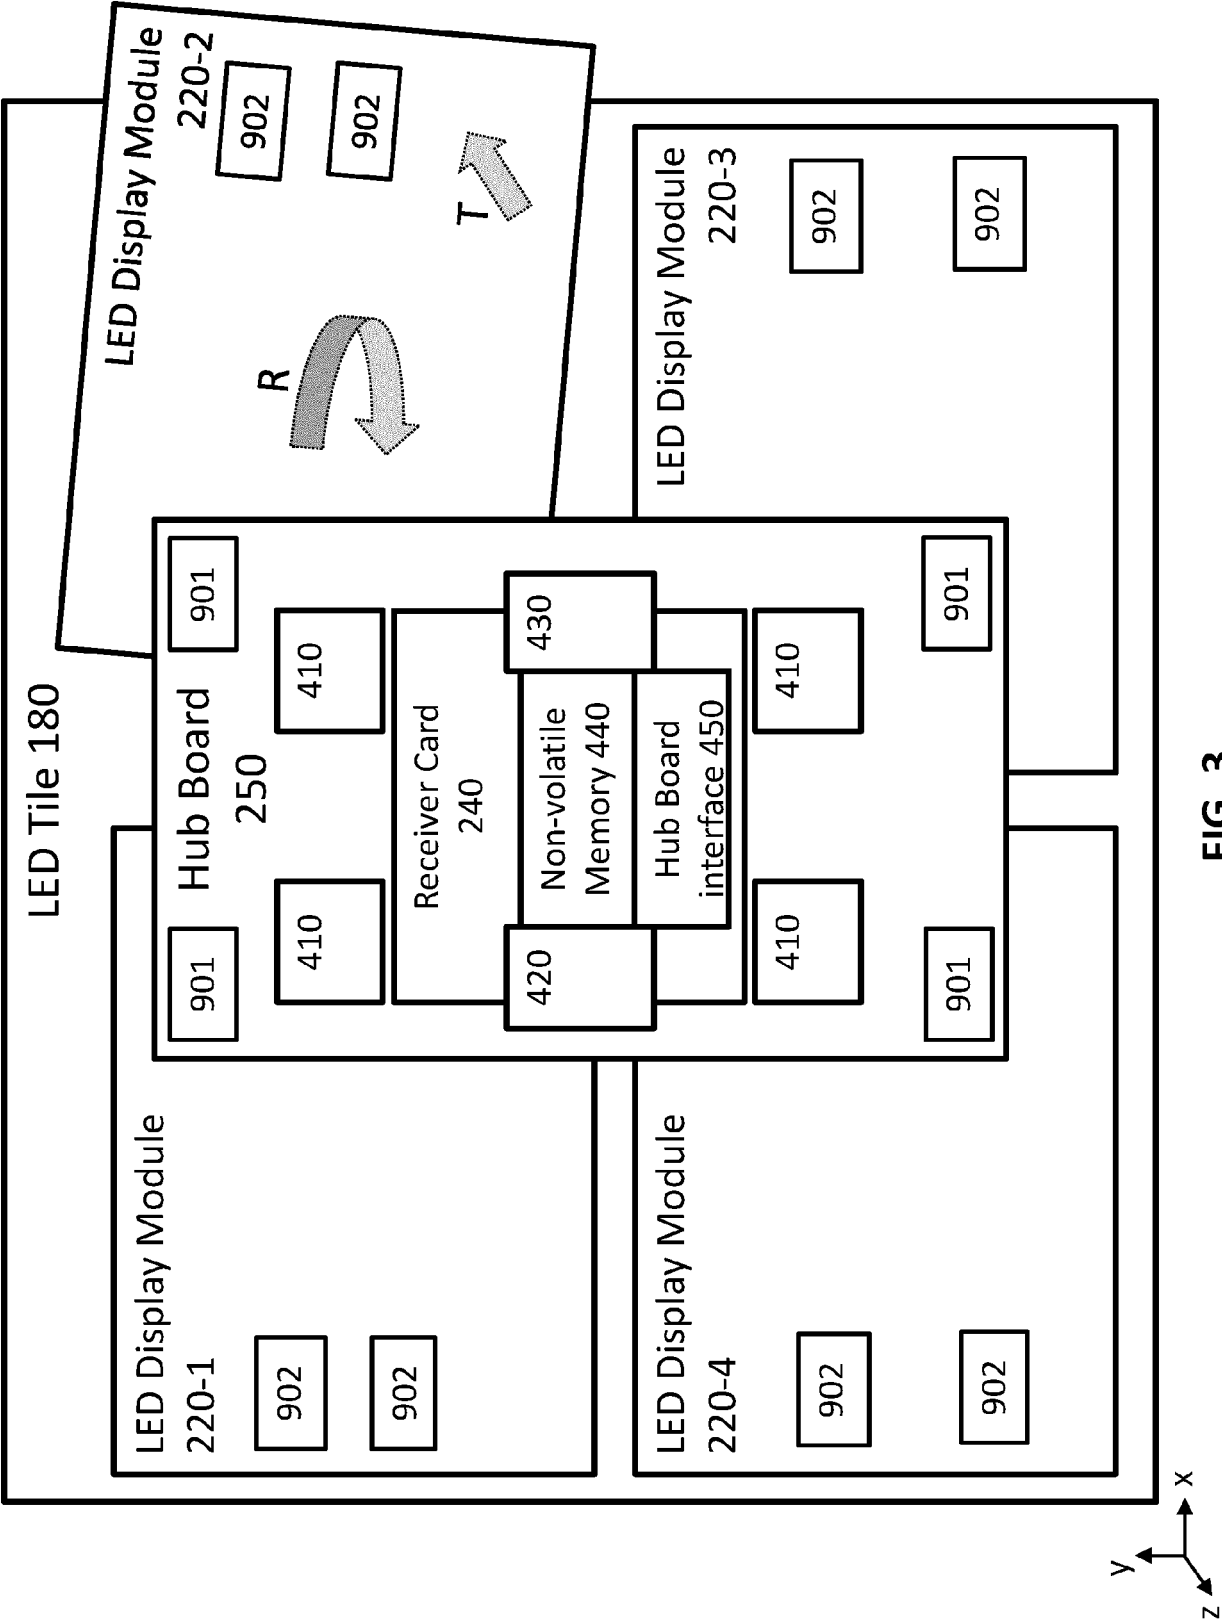 LED Tile 180
LED Display Module
220-1
902
902
LED Display Module
220-2
902
902
R
T
Hub Board
250
901
901
410
410
Receiver Card
240
420
430
Non-volatile
Memory 440
Hub Board
interface 450
410
410
901
901
LED Display Module
220-4
902
902
LED Display Module
220-3
902
902
y
x
z
FIG. 3